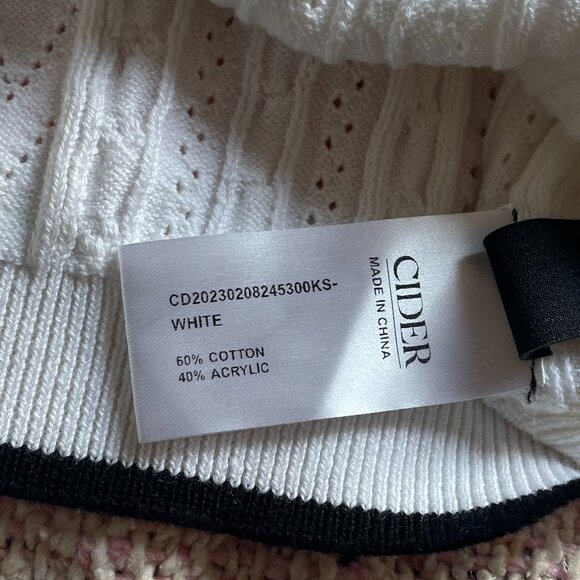 CD20230208245300KS-
WHITE
60% COTTON
40% ACRYLIC
CIDER
MADE IN CHINA